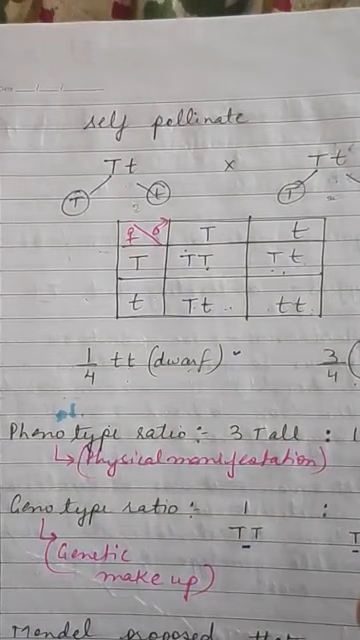 self pollinate
Tt x Tt
T t T
♀ ♂ T t
T TT Tt
t Tt tt
1/4 tt (dwarf) 3/4 (
Phenotype ratio :- 3 Tall : 1
↳ (Physical manifestation)
Genotype ratio :- 1 :
TT T
↳ (Genetic
make up)
Mendel proposed that